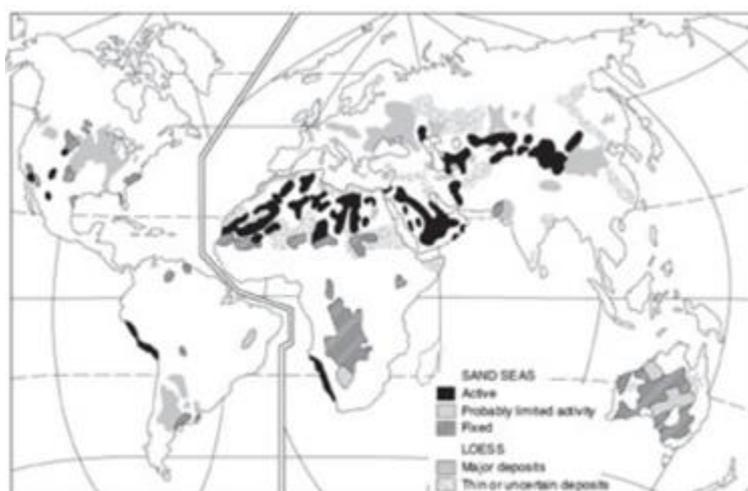 SAND SEAS
Active
Probably limited activity
Fixed
LOESS
Major deposits
Thin or uncertain deposits